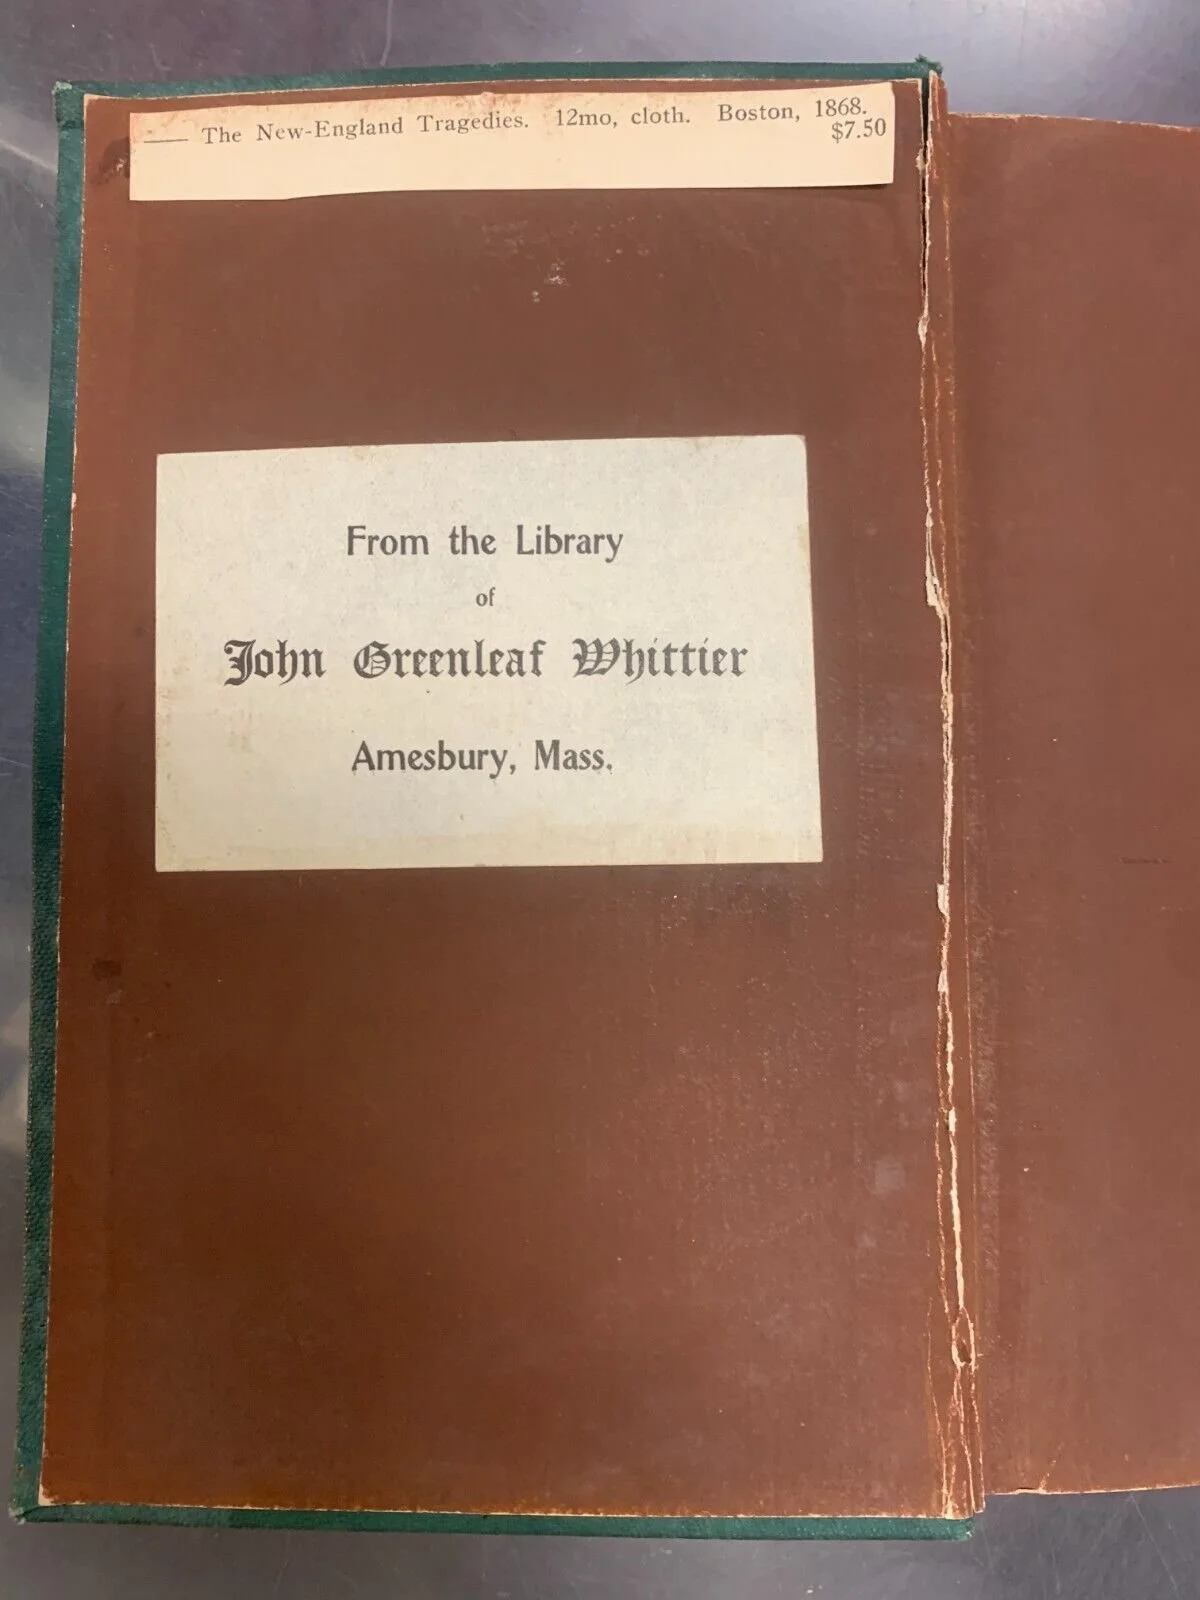 —— The New-England Tragedies. 12mo, cloth. Boston, 1868.
$7.50
From the Library
of
John Greenleaf Whittier
Amesbury, Mass.